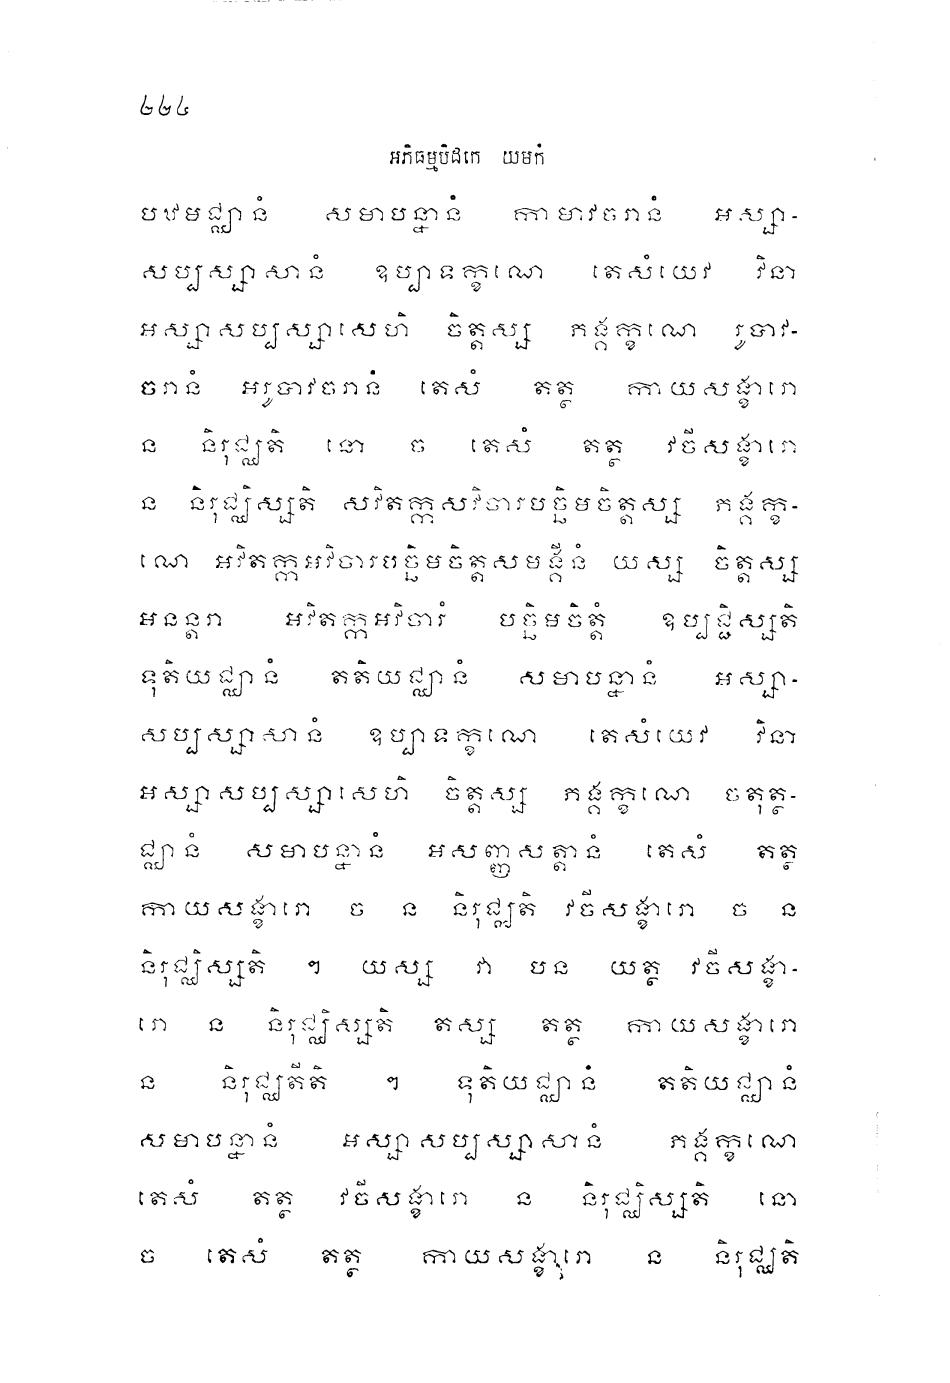 ២២៤
អភិធម្មបិដកេ យមកំ
បឋមជ្ឈានំ សមាបន្នានំ កាមាវចរានំ អស្សា-
សប្បស្សាសានំ ឧប្បាទក្ខណេ តេសំយេវ វិនា
អស្សាសប្បស្សាសេហិ ចិត្តស្ស ភង្គក្ខណេ រូបាវ-
ចរានំ អរូបាវចរានំ តេសំ តត្ថ កាយសង្ខារោ
ន និរុជ្ឈតិ នោ ច តេសំ តត្ថ វចីសង្ខារោ
ន និរុជ្ឈិស្សតិ សវិតក្កសវិចារបច្ឆិមចិត្តស្ស ភង្គក្ខ-
ណេ អវិតក្កអវិចារបច្ឆិមចិត្តសមង្គីនំ យស្ស ចិត្តស្ស
អនន្តរា អវិតក្កអវិចារំ បច្ឆិមចិត្តំ ឧប្បជ្ជិស្សតិ
ទុតិយជ្ឈានំ តតិយជ្ឈានំ សមាបន្នានំ អស្សា-
សប្បស្សាសានំ ឧប្បាទក្ខណេ តេសំយេវ វិនា
អស្សាសប្បស្សាសេហិ ចិត្តស្ស ភង្គក្ខណេ ចតុត្ថ-
ជ្ឈានំ សមាបន្នានំ អសញ្ញសត្តានំ តេសំ តត្ថ
កាយសង្ខារោ ច ន និរុជ្ឈតិ វចីសង្ខារោ ច ន
និរុជ្ឈិស្សតិ ។ យស្ស វា បន យត្ថ វចីសង្ខា-
រោ ន និរុជ្ឈិស្សតិ តស្ស តត្ថ កាយសង្ខារោ
ន និរុជ្ឈតីតិ ។ ទុតិយជ្ឈានំ តតិយជ្ឈានំ
សមាបន្នានំ អស្សាសប្បស្សាសានំ ភង្គក្ខណេ
តេសំ តត្ថ វចីសង្ខារោ ន និរុជ្ឈិស្សតិ នោ
ច តេសំ តត្ថ កាយសង្ខារោ ន និរុជ្ឈតិ